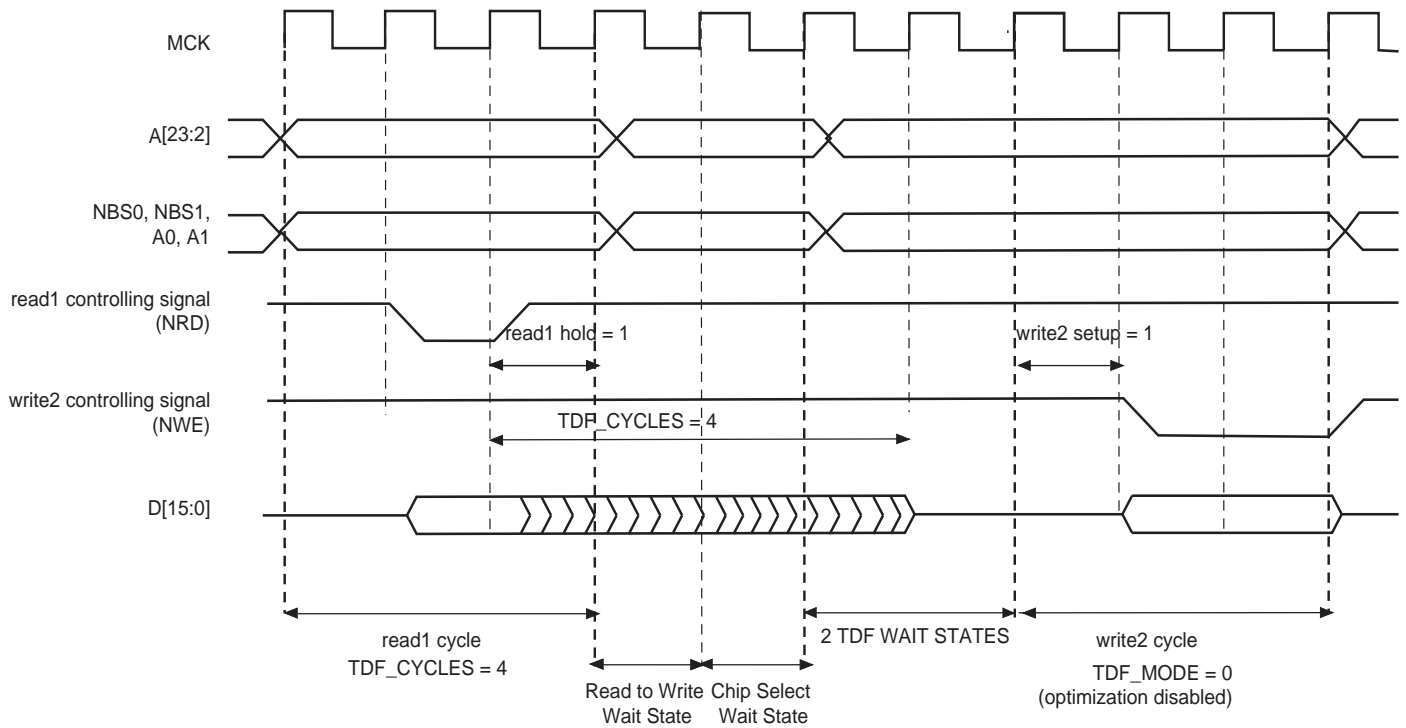 MCK
A[23:2]
NBS0, NBS1,
A0, A1
read1 controlling signal
(NRD)
read1 hold = 1
write2 setup = 1
write2 controlling signal
(NWE)
TDF_CYCLES = 4
D[15:0]
read1 cycle
TDF_CYCLES = 4
2 TDF WAIT STATES
write2 cycle
TDF_MODE = 0
(optimization disabled)
Read to Write
Wait State
Chip Select
Wait State